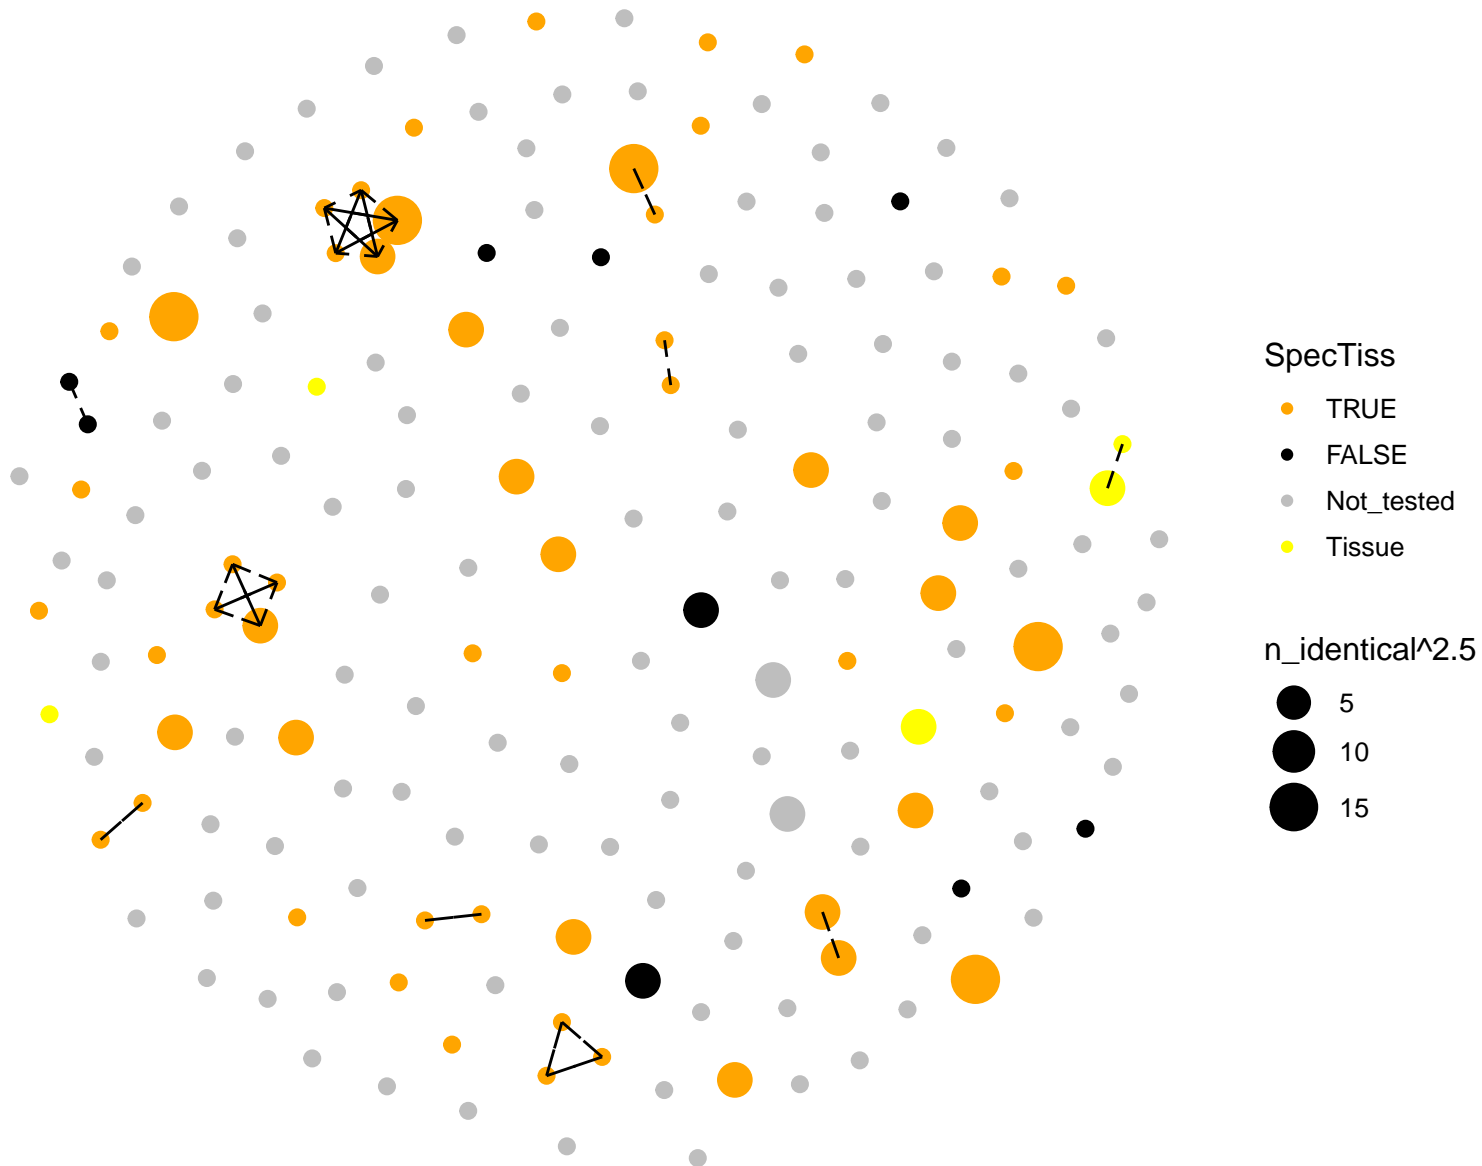 SpecTiss
TRUE
FALSE
Not_tested
Tissue
n_identical^2.5
5
10
15